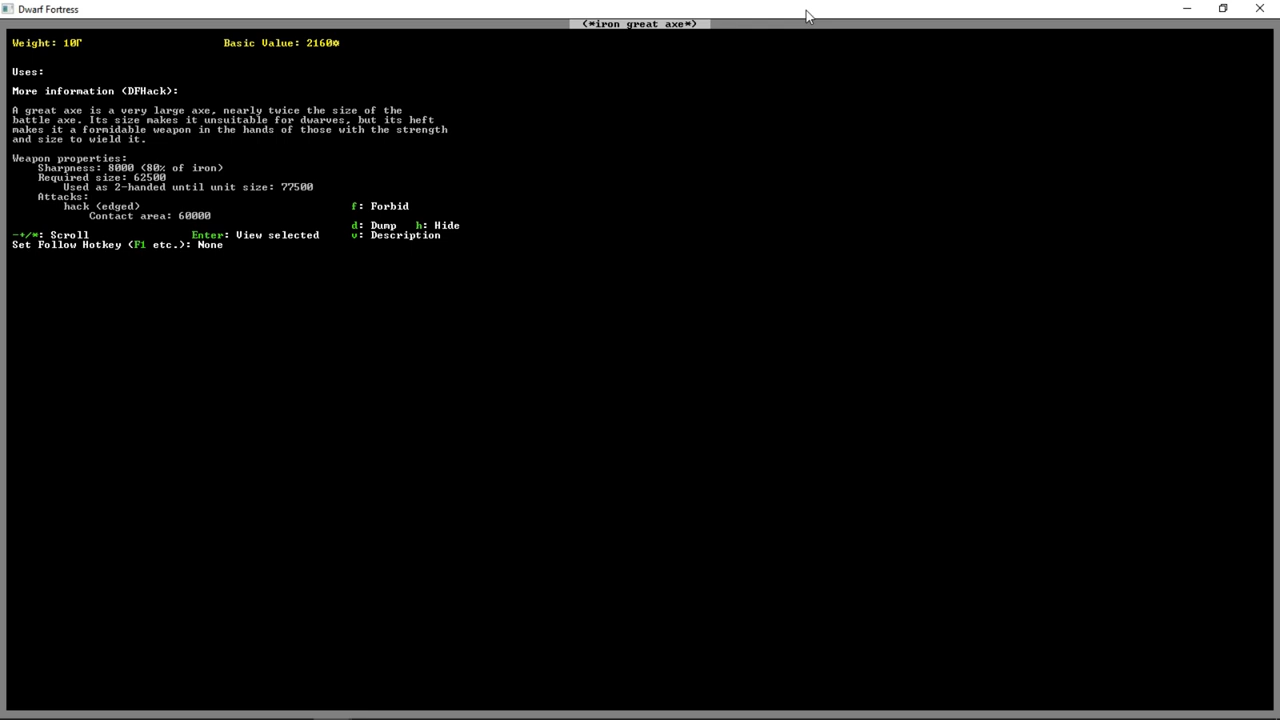 Dwarf Fortress
(*iron great axe*)
Weight: 10Γ Basic Value: 2160☼
Uses:
More information (DFHack):
A great axe is a very large axe, nearly twice the size of the
battle axe. Its size makes it unsuitable for dwarves, but its heft
makes it a formidable weapon in the hands of those with the strength
and size to wield it.
Weapon properties:
Sharpness: 8000 (80% of iron)
Required size: 62500
Used as 2-handed until unit size: 77500
Attacks:
hack (edged) f: Forbid
Contact area: 60000
d: Dump h: Hide
-+/*: Scroll Enter: View selected v: Description
Set Follow Hotkey (F1 etc.): None